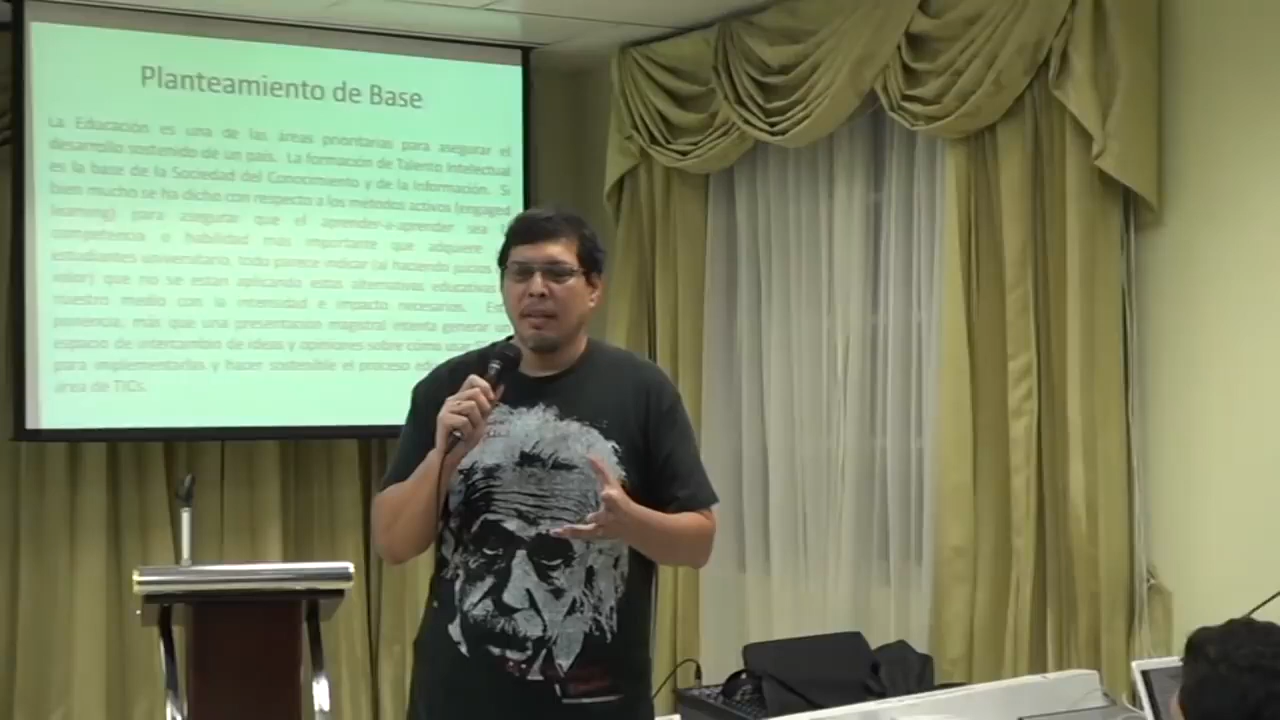 Planteamiento de Base
La Educación es una de las áreas prioritarias para asegurar el
desarrollo sostenido de un país. La formación de Talento Intelectual
es la base de la Sociedad del Conocimiento y de la Información. Si
bien mucho se ha dicho con respecto a los métodos activos (engaged
learning) para asegurar que el aprender-a-aprender sea
competencia o habilidad más importante que adquiere
estudiantes universitario, todo parece indicar (al haciendo juicios
valor) que no se estan aplicando estas alternativas educativas
nuestro medio con la intensidad e impacto necesarios.
ponencia, más que una presentación magistral intenta generar un
espacio de intercambio de ideas y opiniones sobre cómo usar
para implementarlas y hacer sostenible el proceso
área de TICs.